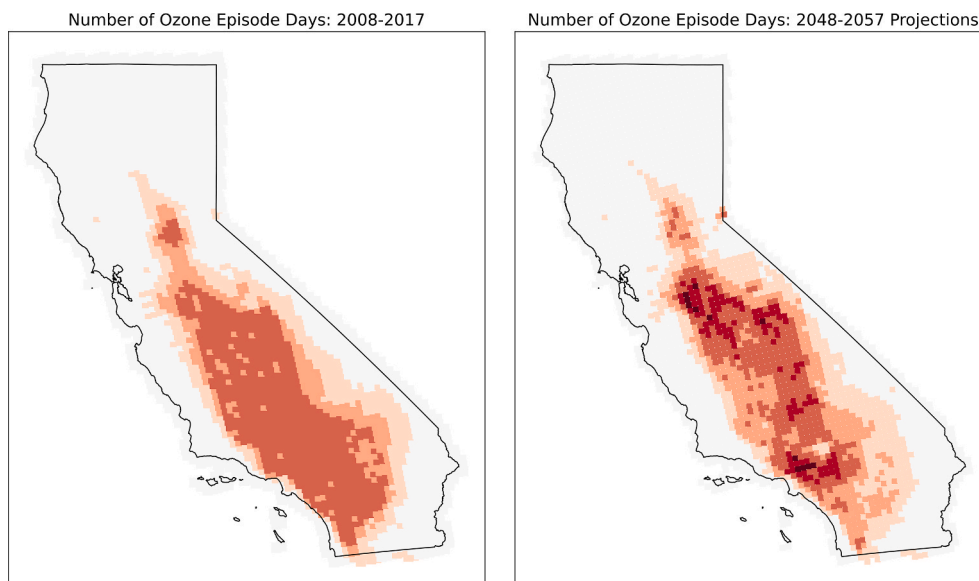 Number of Ozone Episode Days: 2008-2017
Number of Ozone Episode Days: 2048-2057 Projections